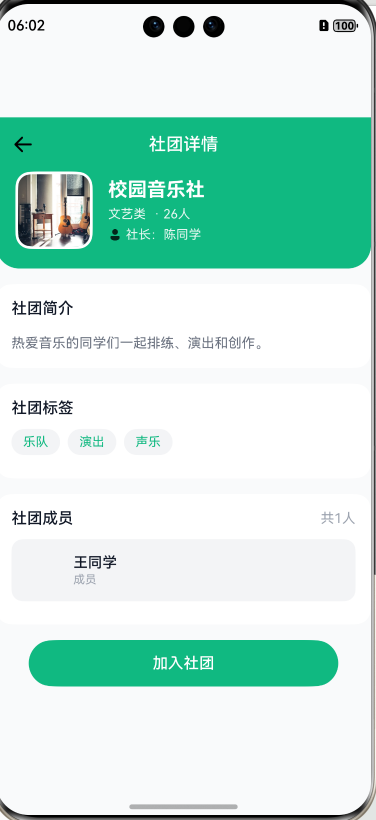 06:02
100
社团详情
校园音乐社
文艺类 · 26人
社长：陈同学
社团简介
热爱音乐的同学们一起排练、演出和创作。
社团标签
乐队 演出 声乐
社团成员 共1人
王同学
成员
加入社团